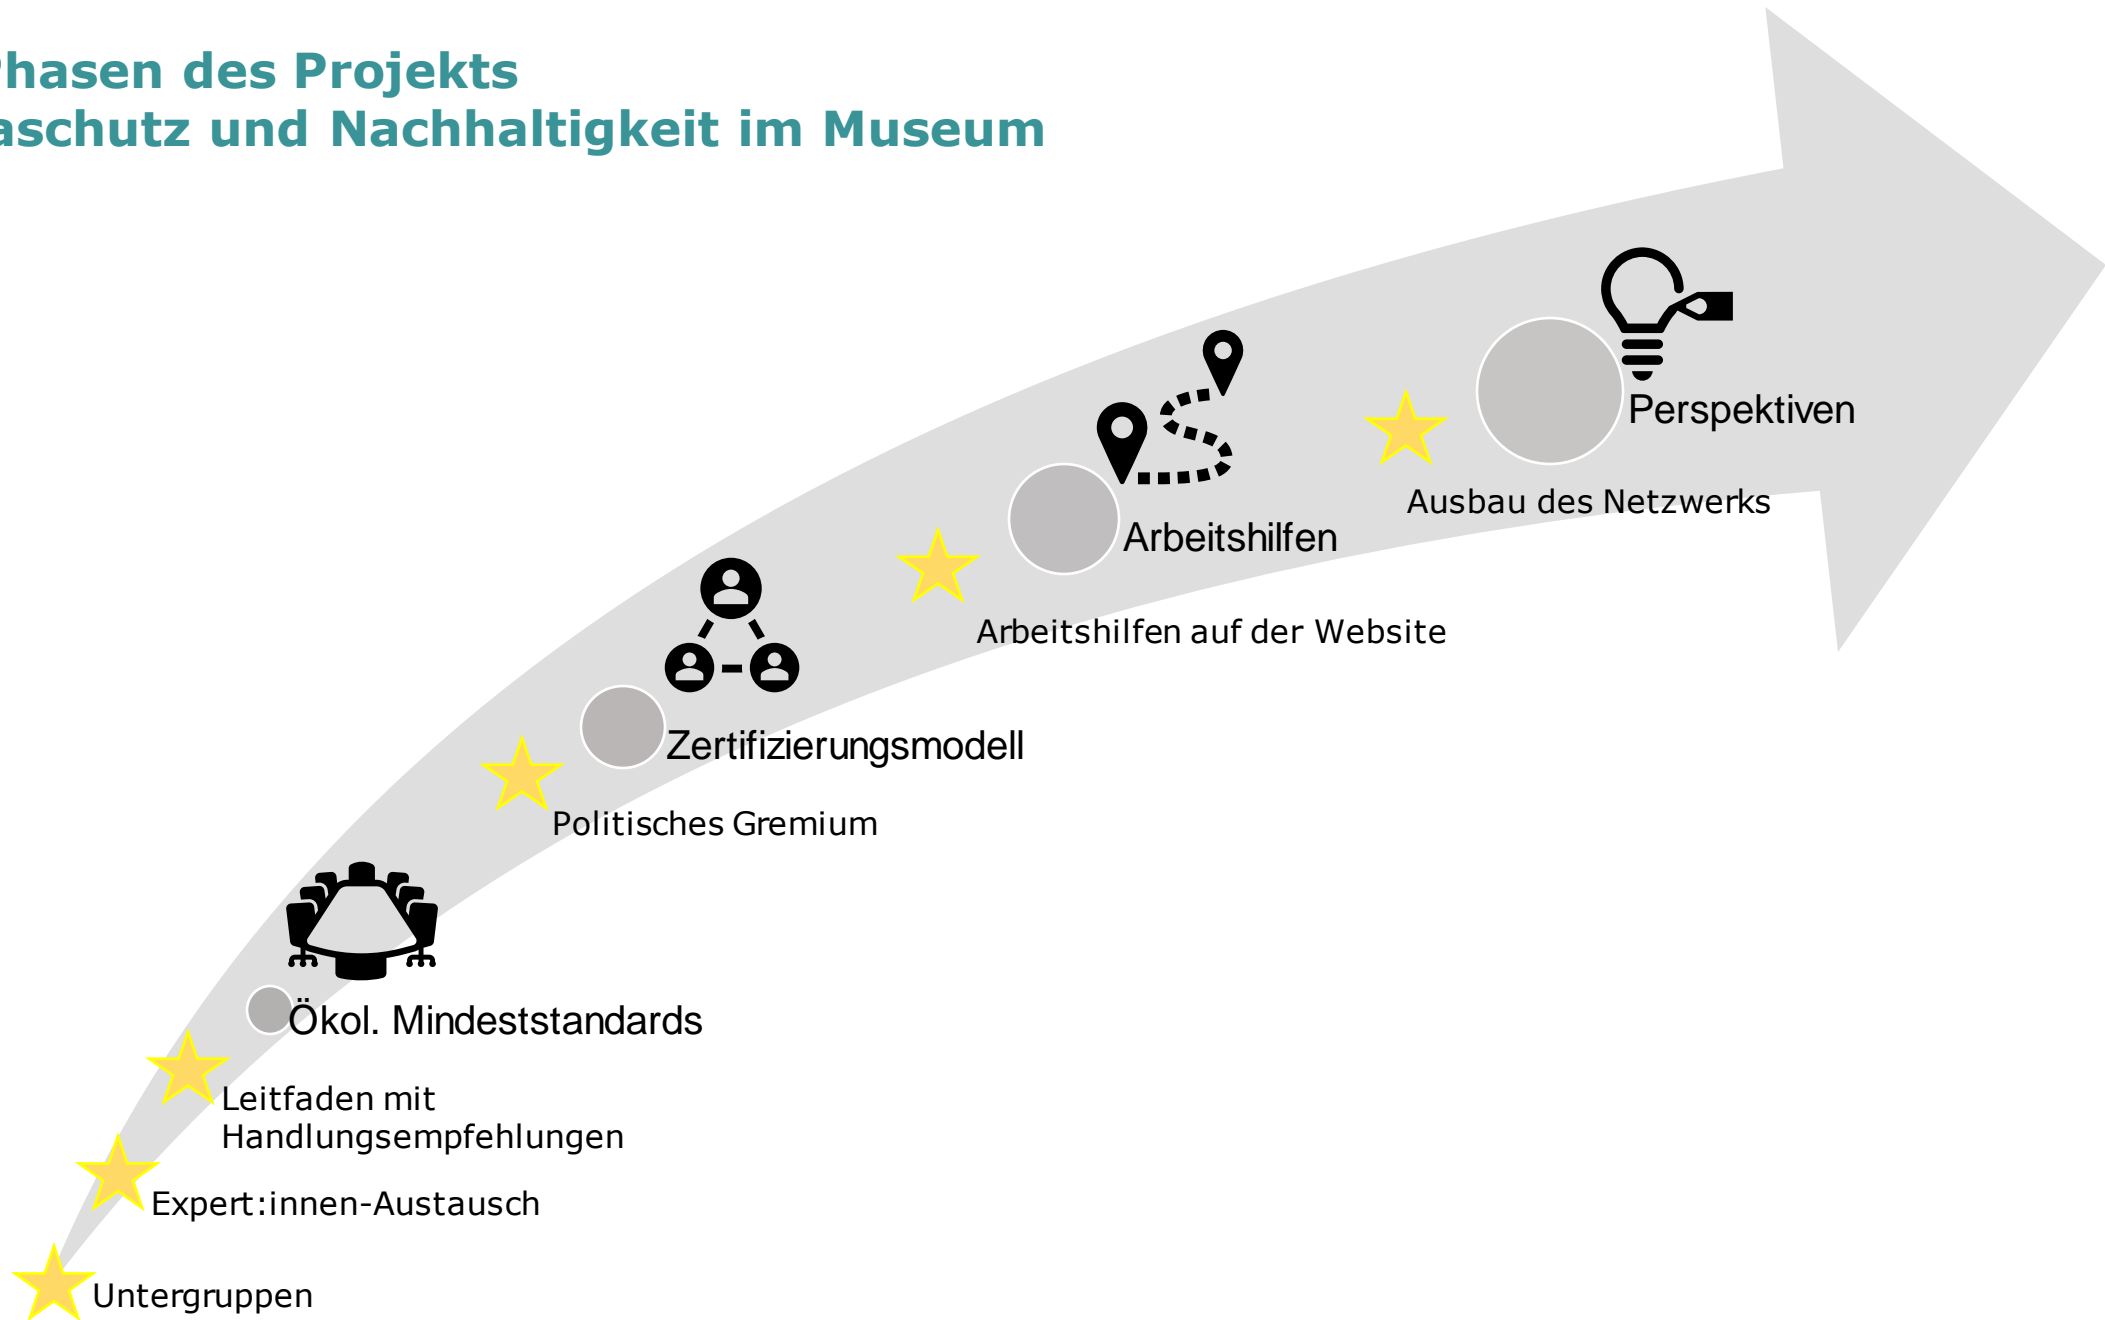 hasen des Projekts
aschutz und Nachhaltigkeit im Museum
Perspektiven
Ausbau des Netzwerks
Arbeitshilfen
Arbeitshilfen auf der Website
Zertifizierungsmodell
Politisches Gremium
Ökol. Mindeststandards
Leitfaden mit
Handlungsempfehlungen
Expert:innen-Austausch
Untergruppen